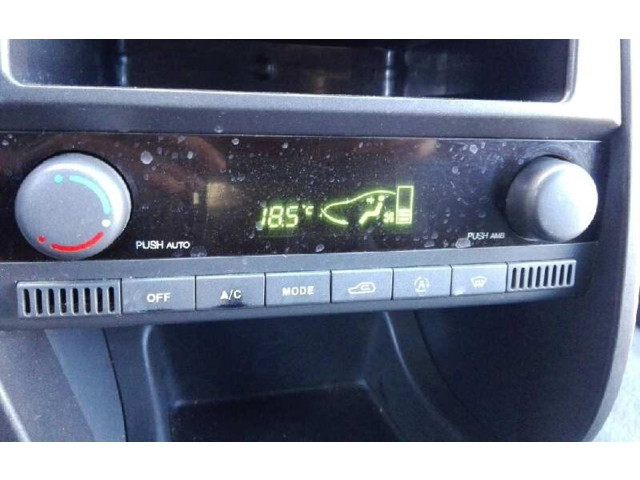 18.5°C
PUSH AUTO
PUSH AMB
OFF
A/C
MODE
A